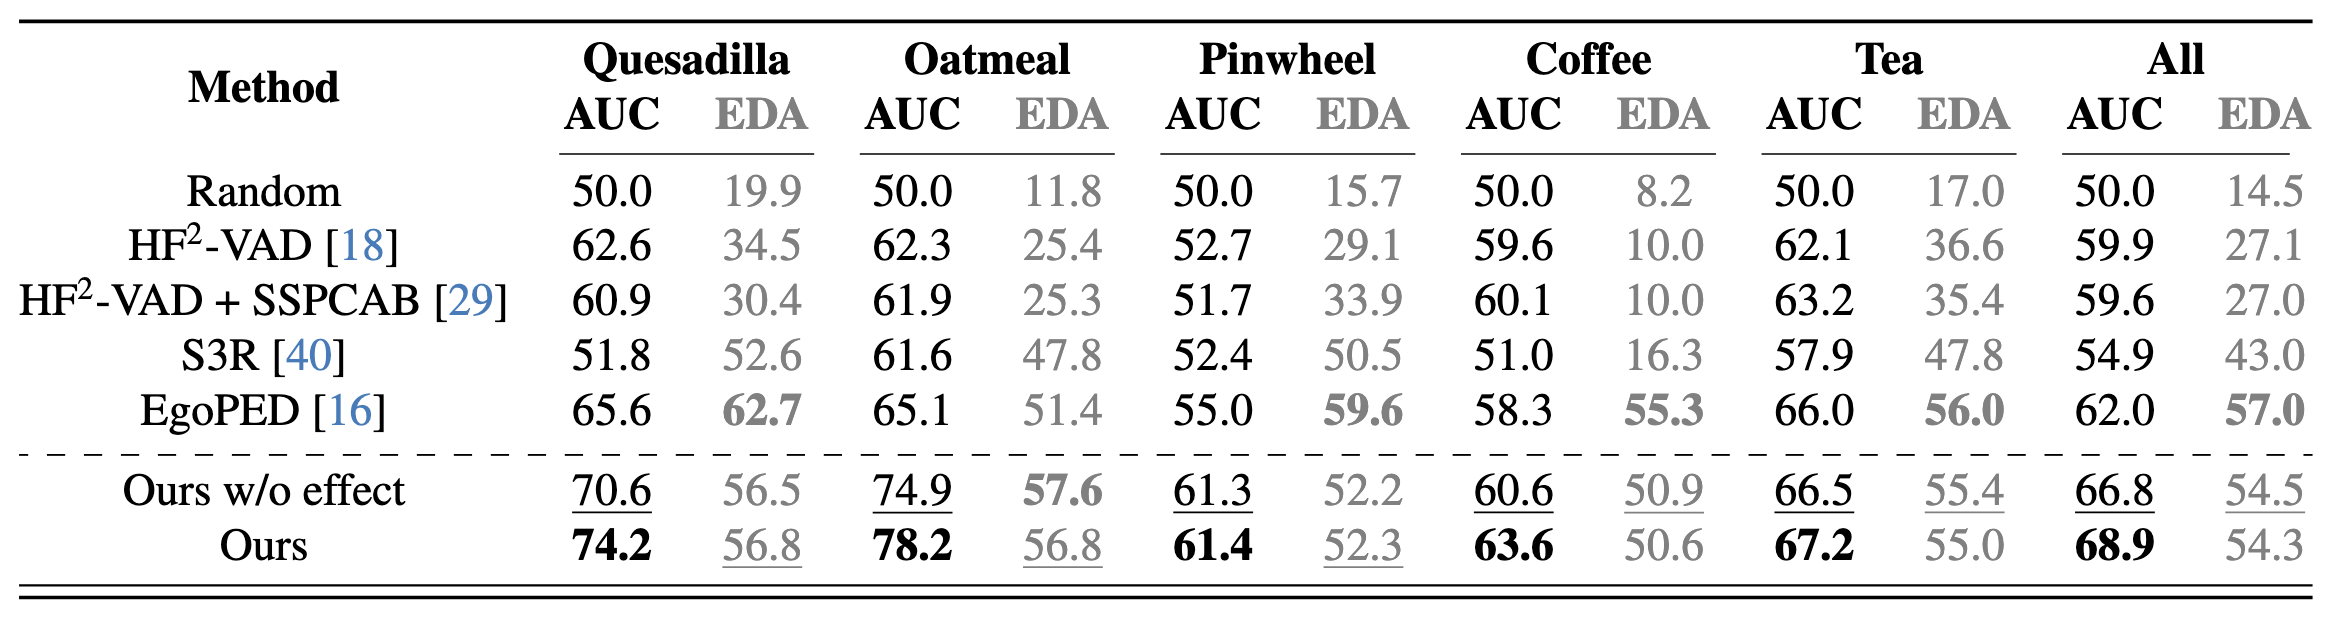 Method Quesadilla Oatmeal Pinwheel Coffee Tea All
AUC EDA AUC EDA AUC EDA AUC EDA AUC EDA AUC EDA
Random 50.0 19.9 50.0 11.8 50.0 15.7 50.0 8.2 50.0 17.0 50.0 14.5
HF²-VAD [18] 62.6 34.5 62.3 25.4 52.7 29.1 59.6 10.0 62.1 36.6 59.9 27.1
HF²-VAD + SSPCAB [29] 60.9 30.4 61.9 25.3 51.7 33.9 60.1 10.0 63.2 35.4 59.6 27.0
S3R [40] 51.8 52.6 61.6 47.8 52.4 50.5 51.0 16.3 57.9 47.8 54.9 43.0
EgoPED [16] 65.6 62.7 65.1 51.4 55.0 59.6 58.3 55.3 66.0 56.0 62.0 57.0
Ours w/o effect 70.6 56.5 74.9 57.6 61.3 52.2 60.6 50.9 66.5 55.4 66.8 54.5
Ours 74.2 56.8 78.2 56.8 61.4 52.3 63.6 50.6 67.2 55.0 68.9 54.3